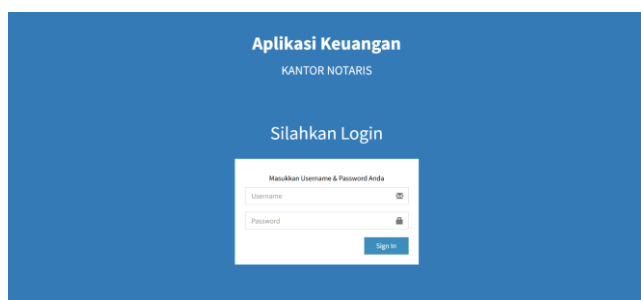 Aplikasi Keuangan
KANTOR NOTARIS
Silahkan Login
Masukkan Username & Password Anda
Username
Password
Sign In